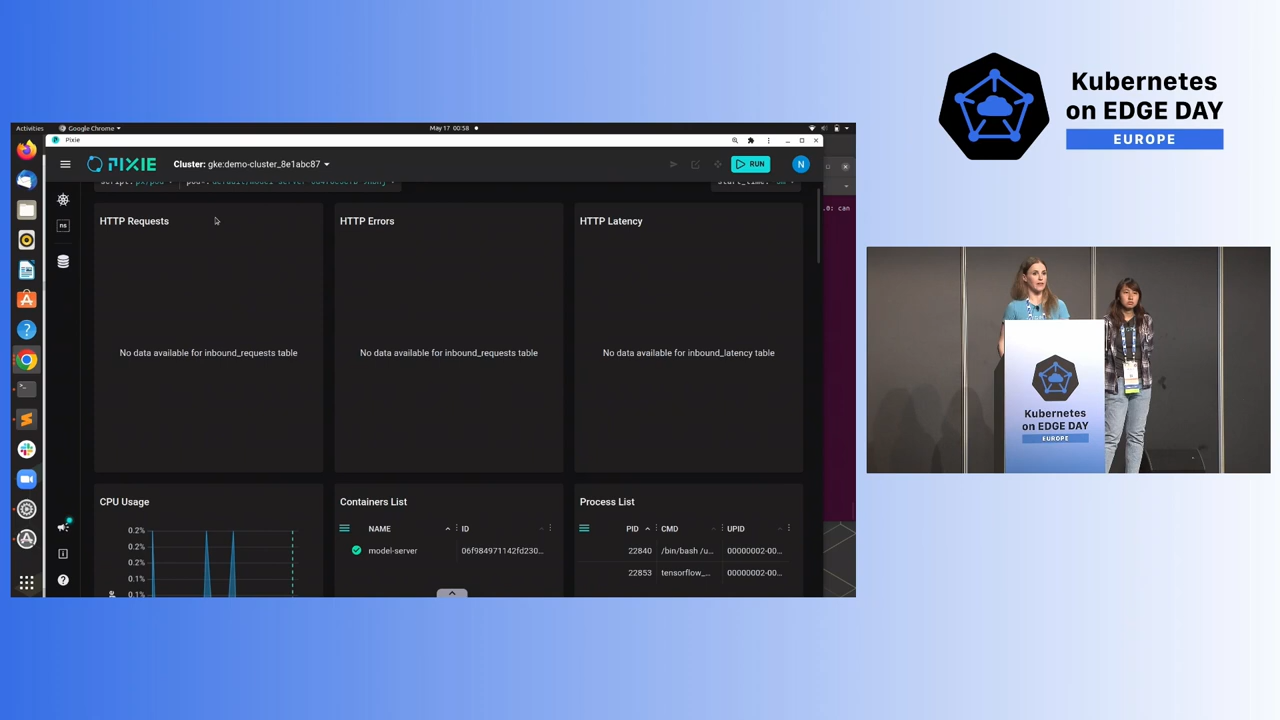 Kubernetes
on EDGE DAY
EUROPE
Activities
Google Chrome
May 17 00:58
Pixie
PIXIE
Cluster: gke:demo-cluster_8e1abc87
RUN
N
HTTP Requests
HTTP Errors
HTTP Latency
.0: can
ns
No data available for inbound_requests table
No data available for inbound_requests table
No data available for inbound_latency table
CPU Usage
Containers List
Process List
0.2%
0.2%
0.2%
0.1%
0.1%
NAME
ID
model-server
06f984971142fd230...
PID
CMD
UPID
22840
/bin/bash /u...
00000002-00...
22853
tensorflow_...
00000002-00...
Kubernetes
on EDGE DAY
EUROPE